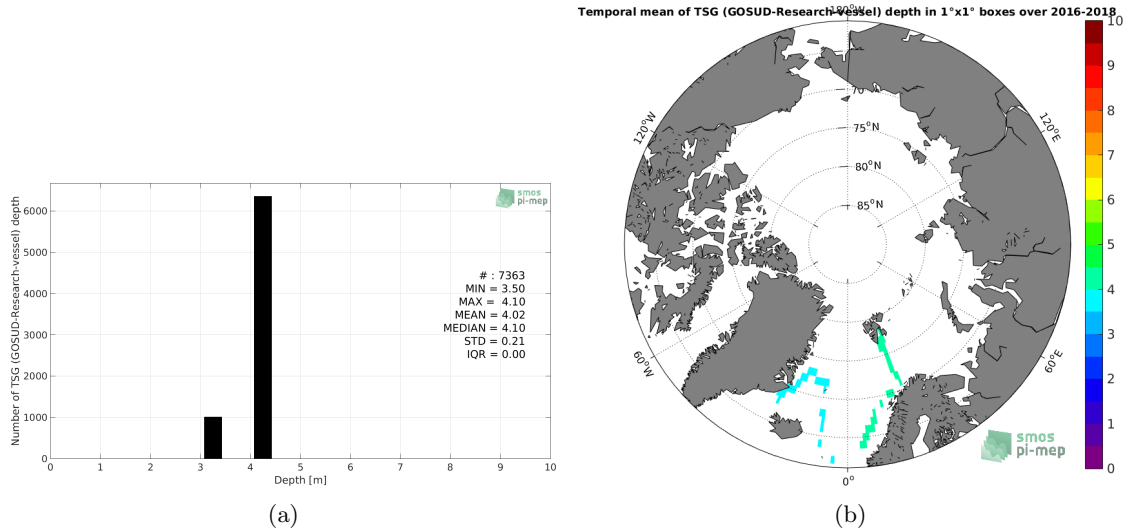 Temporal mean of TSG (GOSUD-Research-vessel) depth in 1°x1° boxes over 2016-2018
180°W
120°W
120°E
60°W
60°E
0°
70
75°N
80°N
85°N
10
9
8
7
6
5
4
3
2
1
0
smos
pi-mep
Number of TSG (GOSUD-Research-vessel) depth
6000
5000
4000
3000
2000
1000
0
smos
pi-mep
# : 7363
MIN = 3.50
MAX = 4.10
MEAN = 4.02
MEDIAN = 4.10
STD = 0.21
IQR = 0.00
0 1 2 3 4 5 6 7 8 9 10
Depth [m]
(a)
(b)